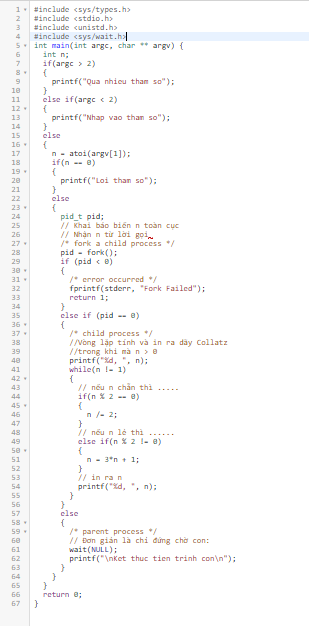 1 #include <sys/types.h>
2 #include <stdio.h>
3 #include <unistd.h>
4 #include <sys/wait.h>
5 int main(int argc, char ** argv) {
6 int n;
7 if(argc > 2)
8 {
9 printf("Qua nhieu tham so");
10 }
11 else if(argc < 2)
12 {
13 printf("Nhap vao tham so");
14 }
15 else
16 {
17 n = atoi(argv[1]);
18 if(n == 0)
19 {
20 printf("Loi tham so");
21 }
22 else
23 {
24 pid_t pid;
25 // Khai báo biến n toàn cục
26 // Nhận n từ lời gọi
27 /* fork a child process */
28 pid = fork();
29 if (pid < 0)
30 {
31 /* error occurred */
32 fprintf(stderr, "Fork Failed");
33 return 1;
34 }
35 else if (pid == 0)
36 {
37 /* child process */
38 //Vòng lặp tính và in ra dãy Collatz
39 //trong khi mà n > 0
40 printf("%d, ", n);
41 while(n != 1)
42 {
43 // nếu n chẵn thì .....
44 if(n % 2 == 0)
45 {
46 n /= 2;
47 }
48 // nếu n lẻ thì ......
49 else if(n % 2 != 0)
50 {
51 n = 3*n + 1;
52 }
53 // in ra n
54 printf("%d, ", n);
55 }
56 }
57 else
58 {
59 /* parent process */
60 // Đơn giản là chỉ đứng chờ con:
61 wait(NULL);
62 printf("\nKet thuc tien trinh con\n");
63 }
64 }
65 }
66 return 0;
67 }